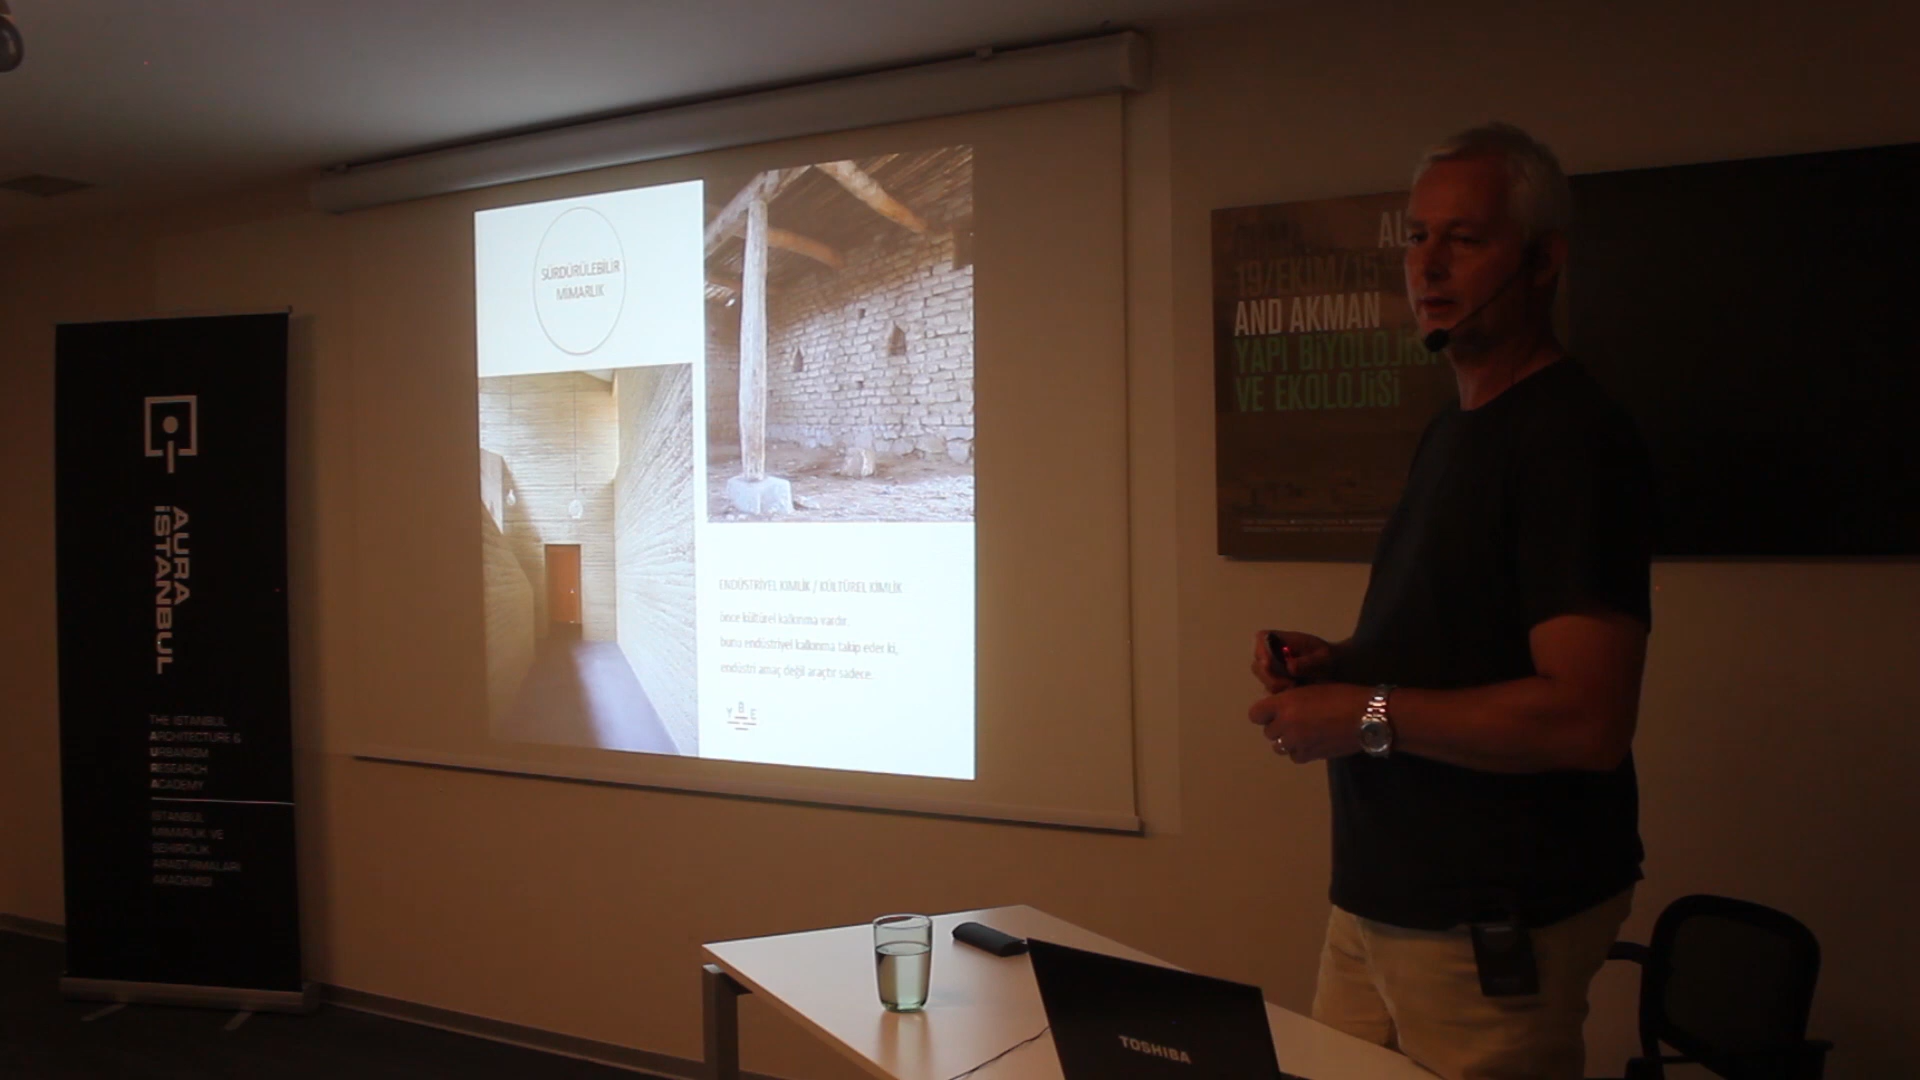 AURA
İSTANBUL
THE ISTANBUL
ARCHITECTURE &
URBANISM
RESEARCH
ACADEMY
İSTANBUL
MİMARLIK VE
ŞEHİRCİLİK
ARAŞTIRMALARI
AKADEMİSİ
SÜRDÜRÜLEBİLİR
MİMARLIK
ENDÜSTRİYEL KİMLİK / KÜLTÜREL KİMLİK
önce kültürel kalkınma vardır.
bunu endüstriyel kalkınma takip eder ki,
endüstri amaç değil araçtır sadece.
Y B E
19/EKİM/15
AND AKMAN
YAPI BİYOLOJİSİ
VE EKOLOJİSİ
TOSHIBA